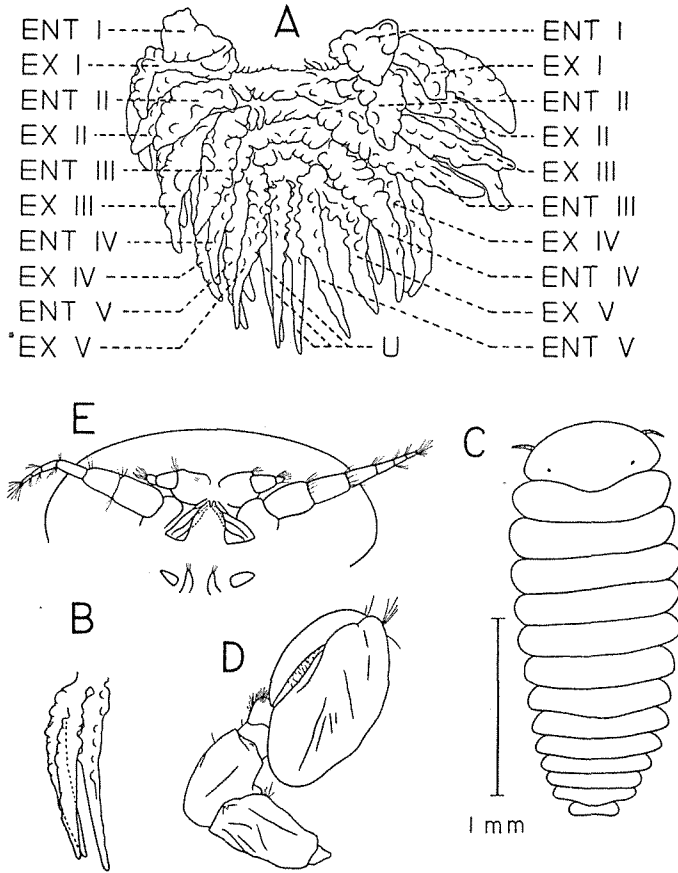 A
ENT I ENT I
EX I EX I
ENT II ENT II
EX II EX II
ENT III EX III
EX III ENT III
ENT IV EX IV
EX IV ENT IV
ENT V EX V
EX V U ENT V
E
C
B
D
1 mm